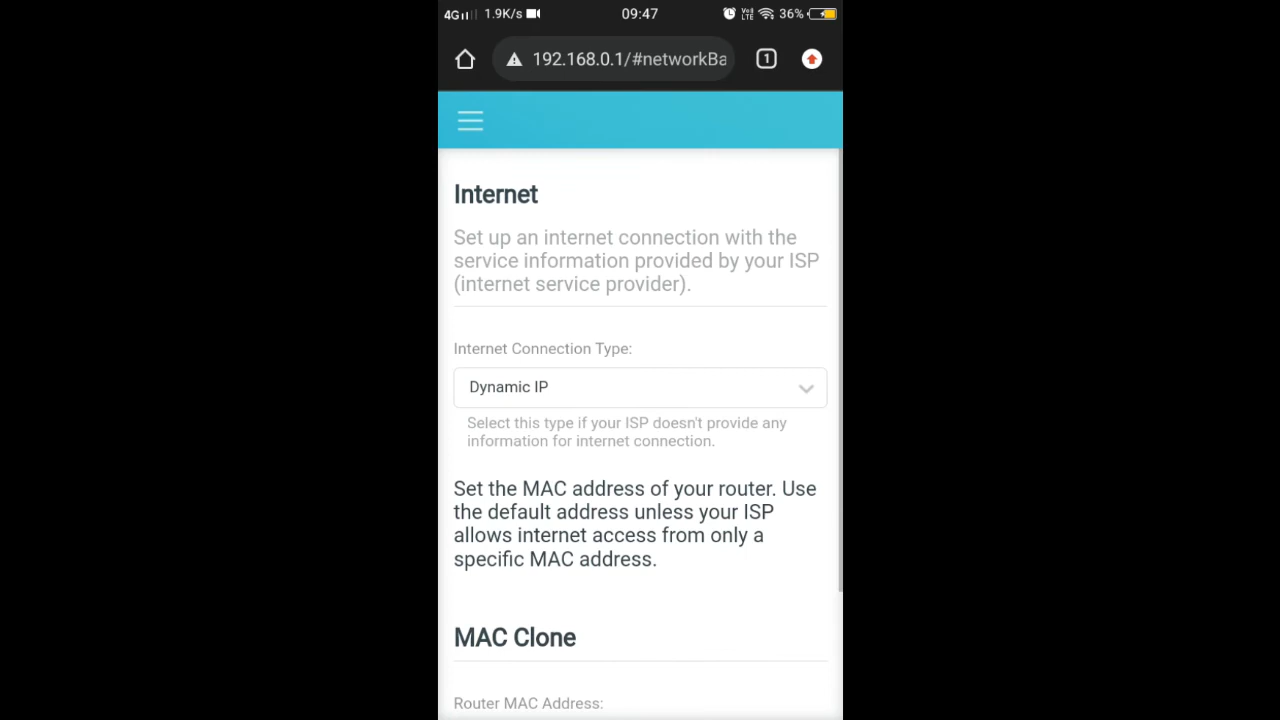 4G 1.9K/s 09:47 Vo) LTE 36%
192.168.0.1/#networkBa 1
Internet
Set up an internet connection with the
service information provided by your ISP
(internet service provider).
Internet Connection Type:
Dynamic IP
Select this type if your ISP doesn't provide any
information for internet connection.
Set the MAC address of your router. Use
the default address unless your ISP
allows internet access from only a
specific MAC address.
MAC Clone
Router MAC Address: